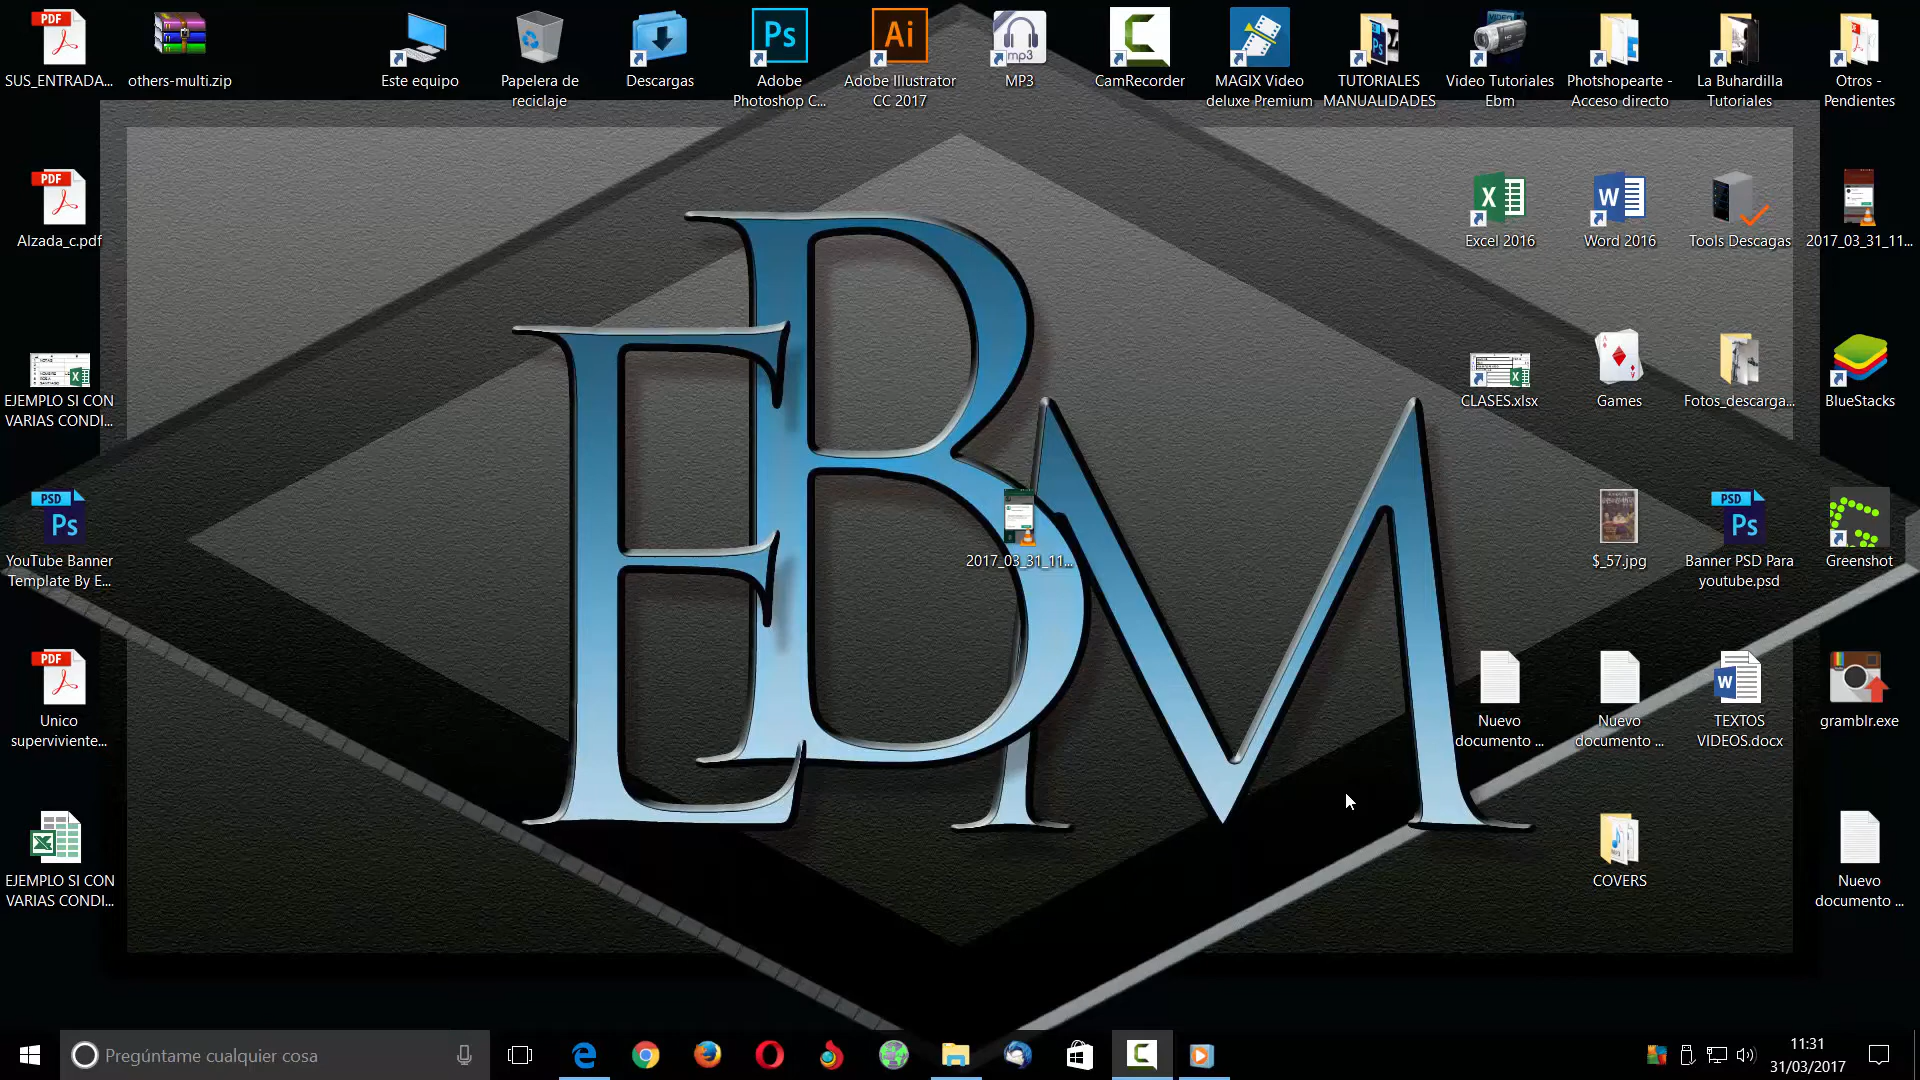 SUS_ENTRADA...
others-multi.zip
Este equipo
Papelera de
reciclaje
Descargas
Adobe
Photoshop C...
Adobe Illustrator
CC 2017
MP3
CamRecorder
MAGIX Video
deluxe Premium
TUTORIALES
MANUALIDADES
Video Tutoriales
Ebm
Photshopearte -
Acceso directo
La Buhardilla
Tutoriales
Otros -
Pendientes
Alzada_c.pdf
Excel 2016
Word 2016
Tools Descagas
2017_03_31_11...
EJEMPLO SI CON
VARIAS CONDI...
CLASES.xlsx
Games
Fotos_descarga...
BlueStacks
EBM
YouTube Banner
Template By E...
2017_03_31_11...
$_57.jpg
Banner PSD Para
youtube.psd
Greenshot
Unico
superviviente...
Nuevo
documento ...
Nuevo
documento ...
TEXTOS
VIDEOS.docx
gramblr.exe
EJEMPLO SI CON
VARIAS CONDI...
COVERS
Nuevo
documento ...
Pregúntame cualquier cosa
11:31
31/03/2017